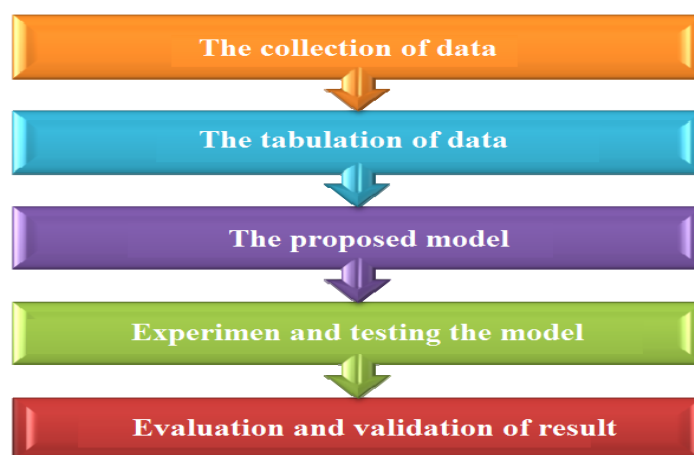 The collection of data
The tabulation of data
The proposed model
Experimen and testing the model
Evaluation and validation of result